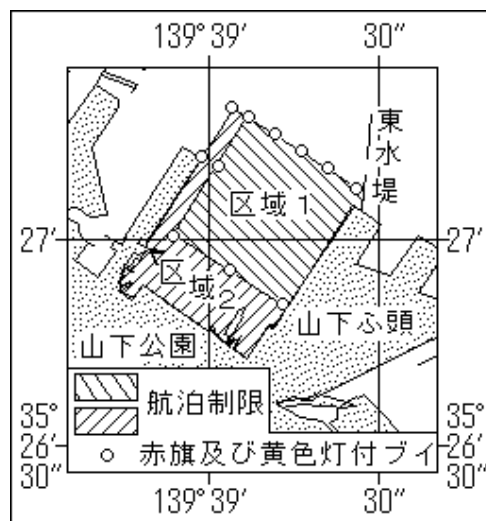 139°39′ 30″
東水堤
区域1
27′ 27′
区域2
山下ふ頭
山下公園
航泊制限
35° 35°
26′ 26′
赤旗及び黄色灯付ブイ
30″ 30″
139°39′ 30″